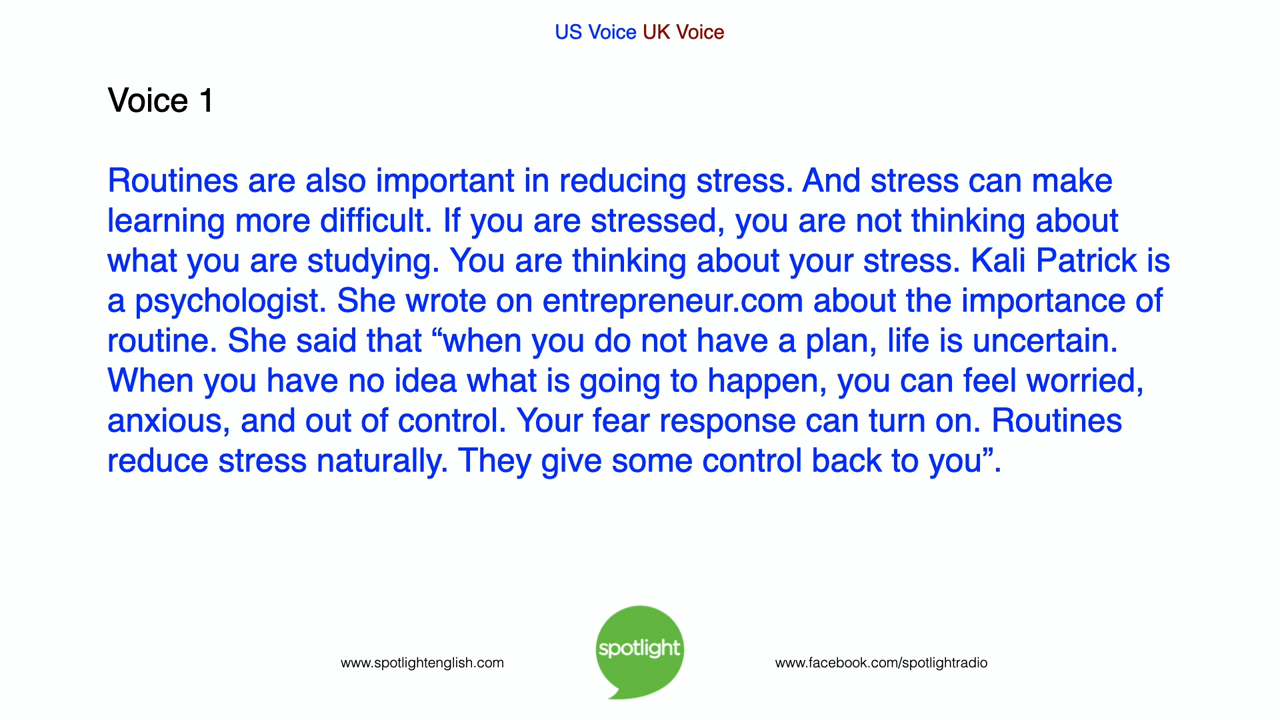 US Voice UK Voice
Voice 1
Routines are also important in reducing stress. And stress can make
learning more difficult. If you are stressed, you are not thinking about
what you are studying. You are thinking about your stress. Kali Patrick is
a psychologist. She wrote on entrepreneur.com about the importance of
routine. She said that “when you do not have a plan, life is uncertain.
When you have no idea what is going to happen, you can feel worried,
anxious, and out of control. Your fear response can turn on. Routines
reduce stress naturally. They give some control back to you”.
spotlight
www.spotlightenglish.com
www.facebook.com/spotlightradio